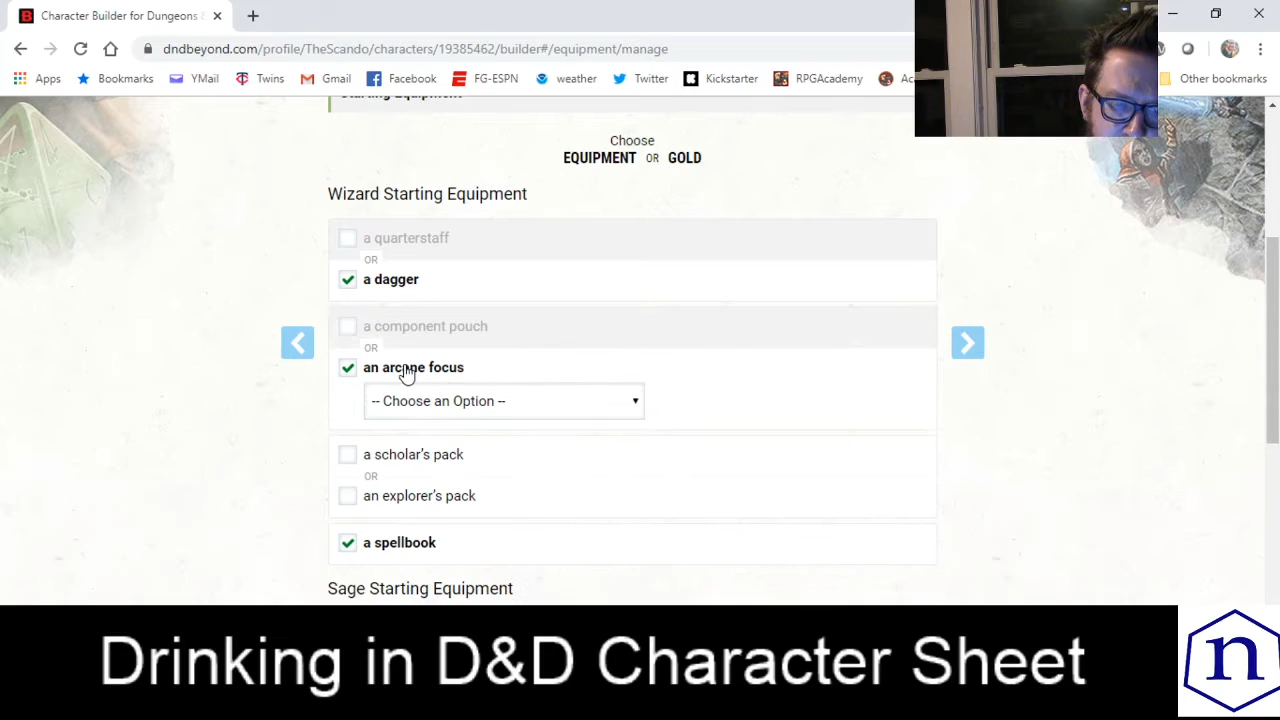 Character Builder for Dungeons &
dndbeyond.com/profile/TheScando/characters/19385462/builder#/equipment/manage
Apps Bookmarks YMail Twins Gmail Facebook FG-ESPN weather Twitter Kickstarter RPGAcademy Other bookmarks
Starting Equipment
Choose
EQUIPMENT OR GOLD
Wizard Starting Equipment
a quarterstaff
OR
a dagger
a component pouch
OR
an arcane focus
-- Choose an Option --
a scholar's pack
OR
an explorer's pack
a spellbook
Sage Starting Equipment
Drinking in D&D Character Sheet
n